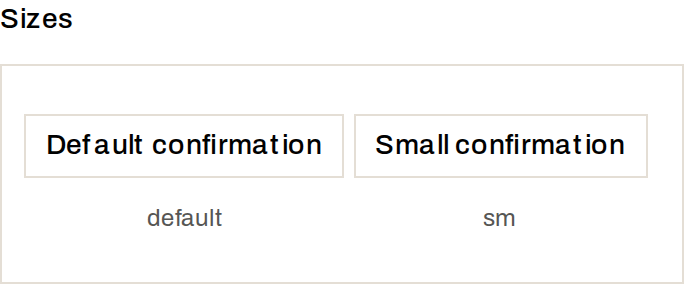 Sizes
Default confirmation
Small confirmation
default
sm